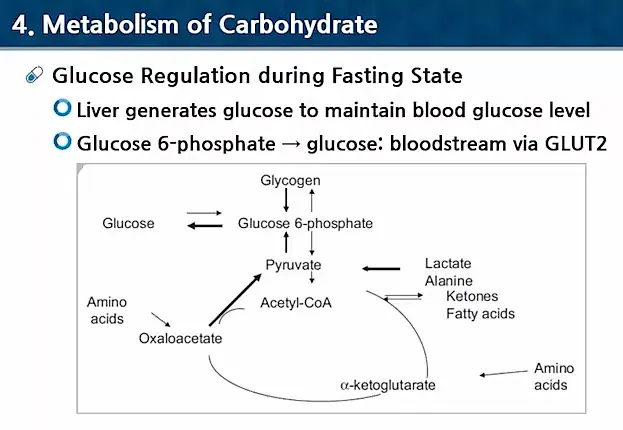 4. Metabolism of Carbohydrate
Glucose Regulation during Fasting State
Liver generates glucose to maintain blood glucose level
Glucose 6-phosphate → glucose: bloodstream via GLUT2
Glycogen
Glucose
Glucose 6-phosphate
Pyruvate
Lactate
Alanine
Acetyl-CoA
Ketones
Fatty acids
Amino
acids
Oxaloacetate
α-ketoglutarate
Amino
acids